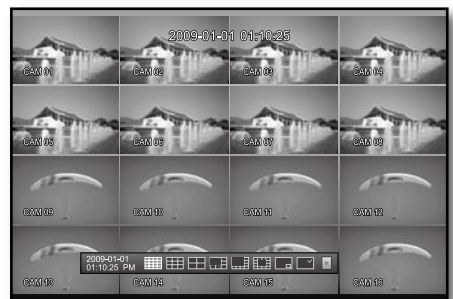 2009-01-01 01:10:25
CAM 01 CAM 02 CAM 03 CAM 04
CAM 05 CAM 06 CAM 07 CAM 08
CAM 09 CAM 10 CAM 11 CAM 12
2009-01-01
01:10:25 PM
CAM 13 CAM 14 CAM 15 CAM 16